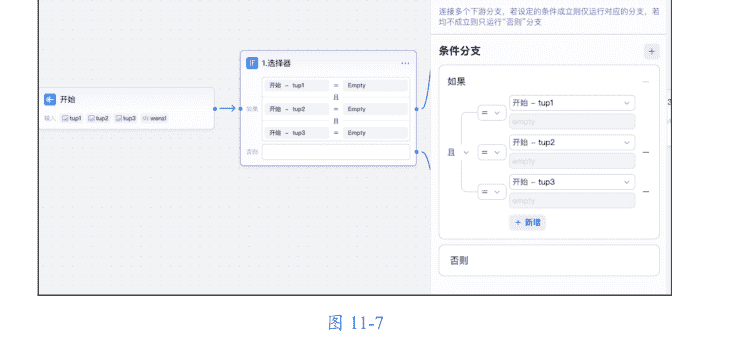 连接多个下游分支，若设定的条件成立则仅运行对应的分支，若
均不成立则只运行"否则"分支
条件分支
+
如果
= 开始 - tup1
empty
且 = 开始 - tup2
empty
= 开始 - tup3
empty
+ 新增
否则
开始
输入 tup1 tup2 tup3 wenzi
IF 1.选择器 ...
如果
开始 - tup1 = Empty
且
开始 - tup2 = Empty
且
开始 - tup3 = Empty
否则
图 11-7